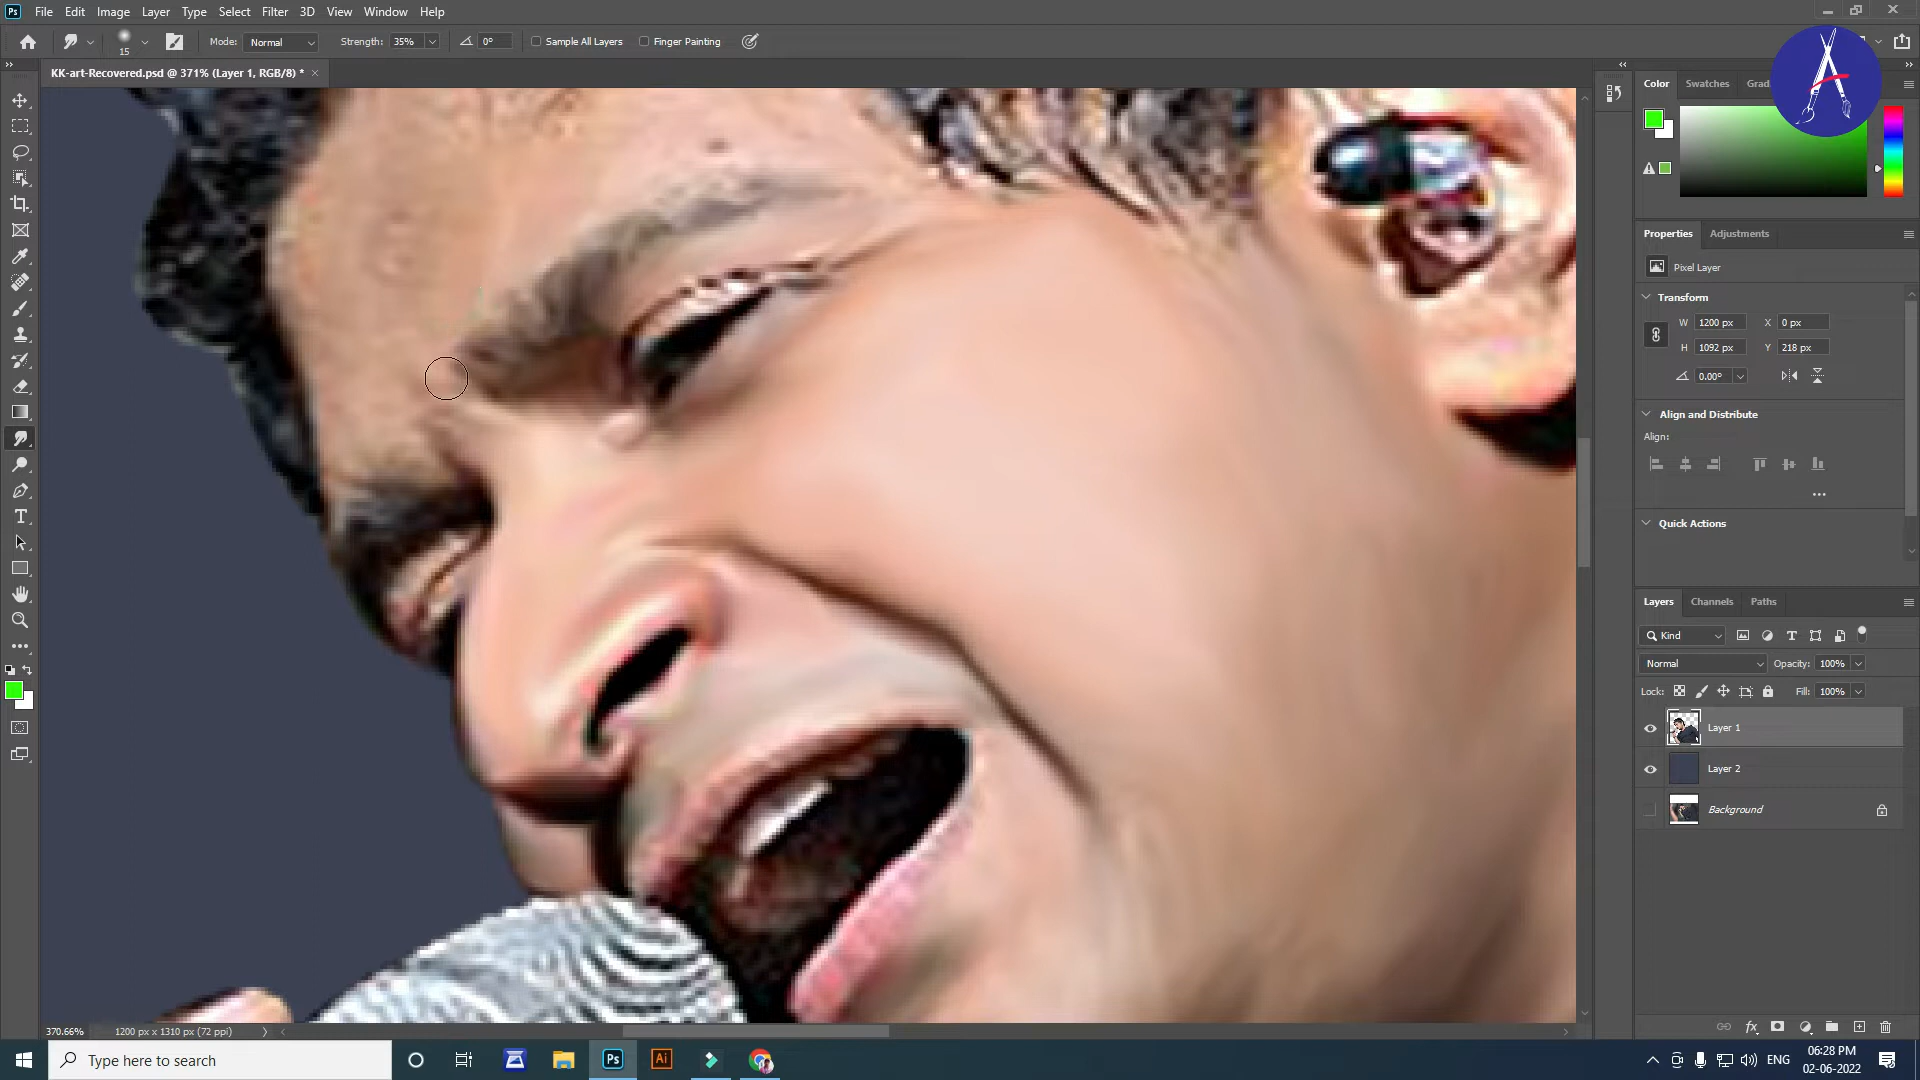 Ps File Edit Image Layer Type Select Filter 3D View Window Help
15 Mode: Normal Strength: 35% 0° Sample All Layers Finger Painting
KK-art-Recovered.psd @ 371% (Layer 1, RGB/8) *
Color Swatches Grad
Properties Adjustments
Pixel Layer
Transform
W 1200 px X 0 px
H 1092 px Y 218 px
0.00°
Align and Distribute
Align:
Quick Actions
Layers Channels Paths
Kind
Normal Opacity: 100%
Lock: Fill: 100%
Layer 1
Layer 2
Background
370.66% 1200 px x 1310 px (72 ppi)
Type here to search
Ps Ai ENG 06:28 PM
02-06-2022